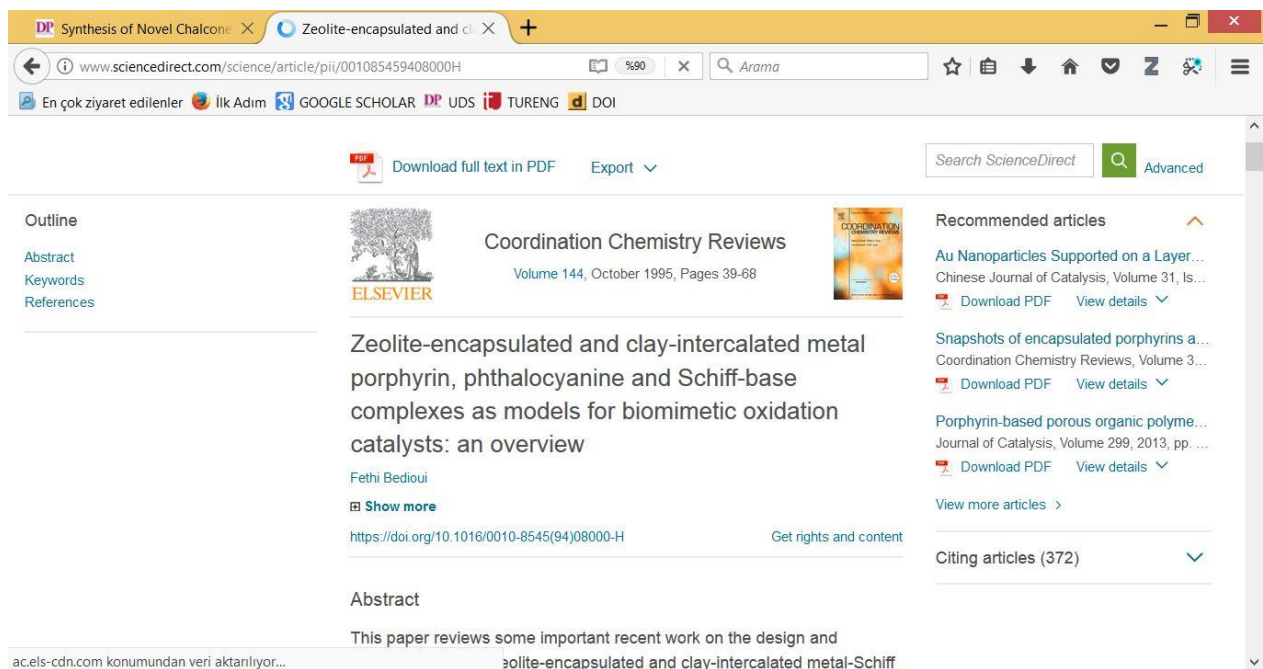 DP Synthesis of Novel Chalcone
Zeolite-encapsulated and cl
www.sciencedirect.com/science/article/pii/001085459408000H
%90
Arama
En çok ziyaret edilenler
İlk Adım
GOOGLE SCHOLAR
DP UDS
TURENG
d DOI
PDF
Download full text in PDF
Export
Search ScienceDirect
Advanced
Outline
Abstract
Keywords
References
ELSEVIER
Coordination Chemistry Reviews
Volume 144, October 1995, Pages 39-68
COORDINATION
CHEMISTRY REVIEWS
Zeolite-encapsulated and clay-intercalated metal
porphyrin, phthalocyanine and Schiff-base
complexes as models for biomimetic oxidation
catalysts: an overview
Fethi Bedioui
Show more
https://doi.org/10.1016/0010-8545(94)08000-H
Get rights and content
Abstract
This paper reviews some important recent work on the design and
eolite-encapsulated and clay-intercalated metal-Schiff
Recommended articles
Au Nanoparticles Supported on a Layer...
Chinese Journal of Catalysis, Volume 31, Is...
Download PDF View details
Snapshots of encapsulated porphyrins a...
Coordination Chemistry Reviews, Volume 3...
Download PDF View details
Porphyrin-based porous organic polyme...
Journal of Catalysis, Volume 299, 2013, pp. ...
Download PDF View details
View more articles
Citing articles (372)
ac.els-cdn.com konumundan veri aktarılıyor...